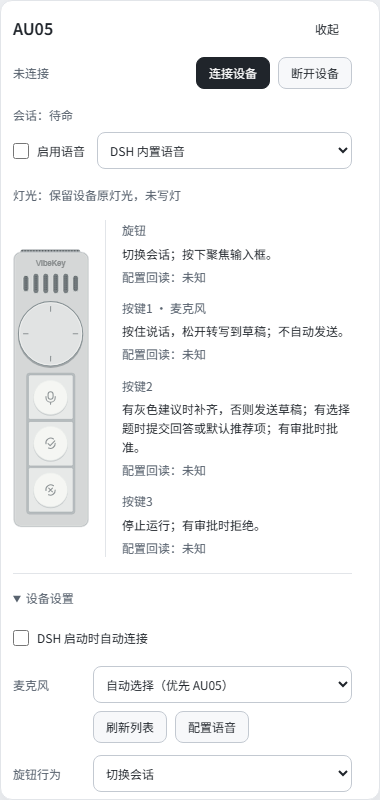 AU05
收起
未连接
连接设备
断开设备
会话：待命
启用语音
DSH 内置语音
灯光：保留设备原灯光，未写灯
VibeKey
旋钮
切换会话；按下聚焦输入框。
配置回读：未知
按键1 · 麦克风
按住说话，松开转写到草稿；不自动发送。
配置回读：未知
按键2
有灰色建议时补齐，否则发送草稿；有选择
题时提交回答或默认推荐项；有审批时批
准。
配置回读：未知
按键3
停止运行；有审批时拒绝。
配置回读：未知
▼ 设备设置
DSH 启动时自动连接
麦克风
自动选择（优先 AU05）
刷新列表
配置语音
旋钮行为
切换会话